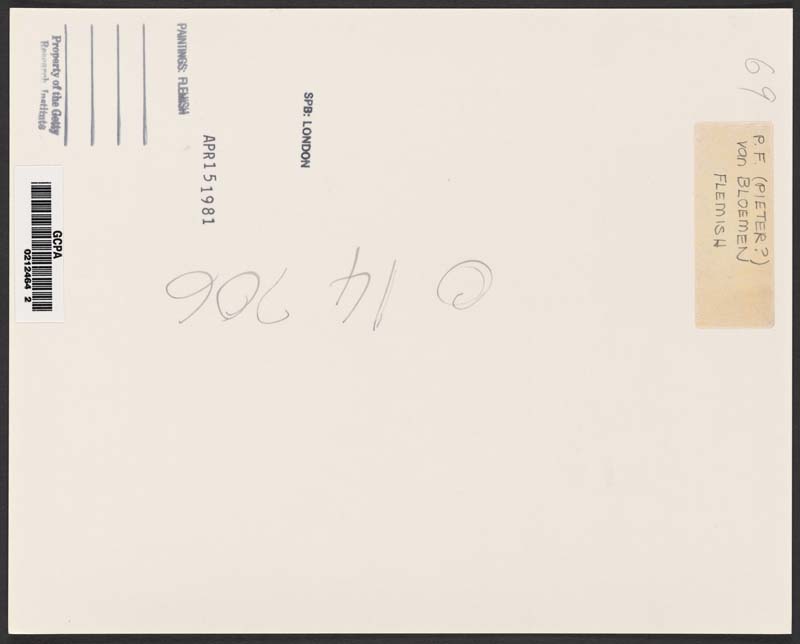 69
P. F. (PIETER?)
van BLOEMEN
FLEMISH
SPB: LONDON
APR 15 1981
PAINTINGS: FLEMISH
Property of the Getty
Research Institute
GCPA
0212464 2